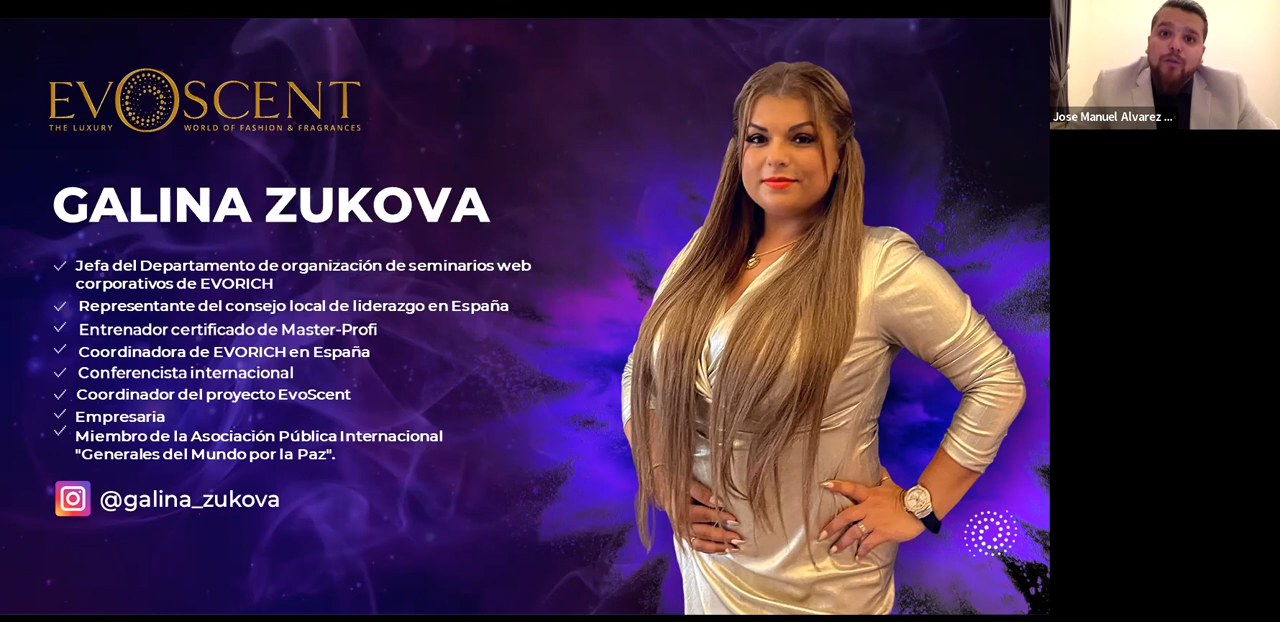 EVOSCENT
THE LUXURY WORLD OF FASHION & FRAGRANCES
GALINA ZUKOVA
Jefa del Departamento de organización de seminarios web
corporativos de EVORICH
Representante del consejo local de liderazgo en España
Entrenador certificado de Master-Profi
Coordinadora de EVORICH en España
Conferencista internacional
Coordinador del proyecto EvoScent
Empresaria
Miembro de la Asociación Pública Internacional
"Generales del Mundo por la Paz".
@galina_zukova
Jose Manuel Alvarez ...